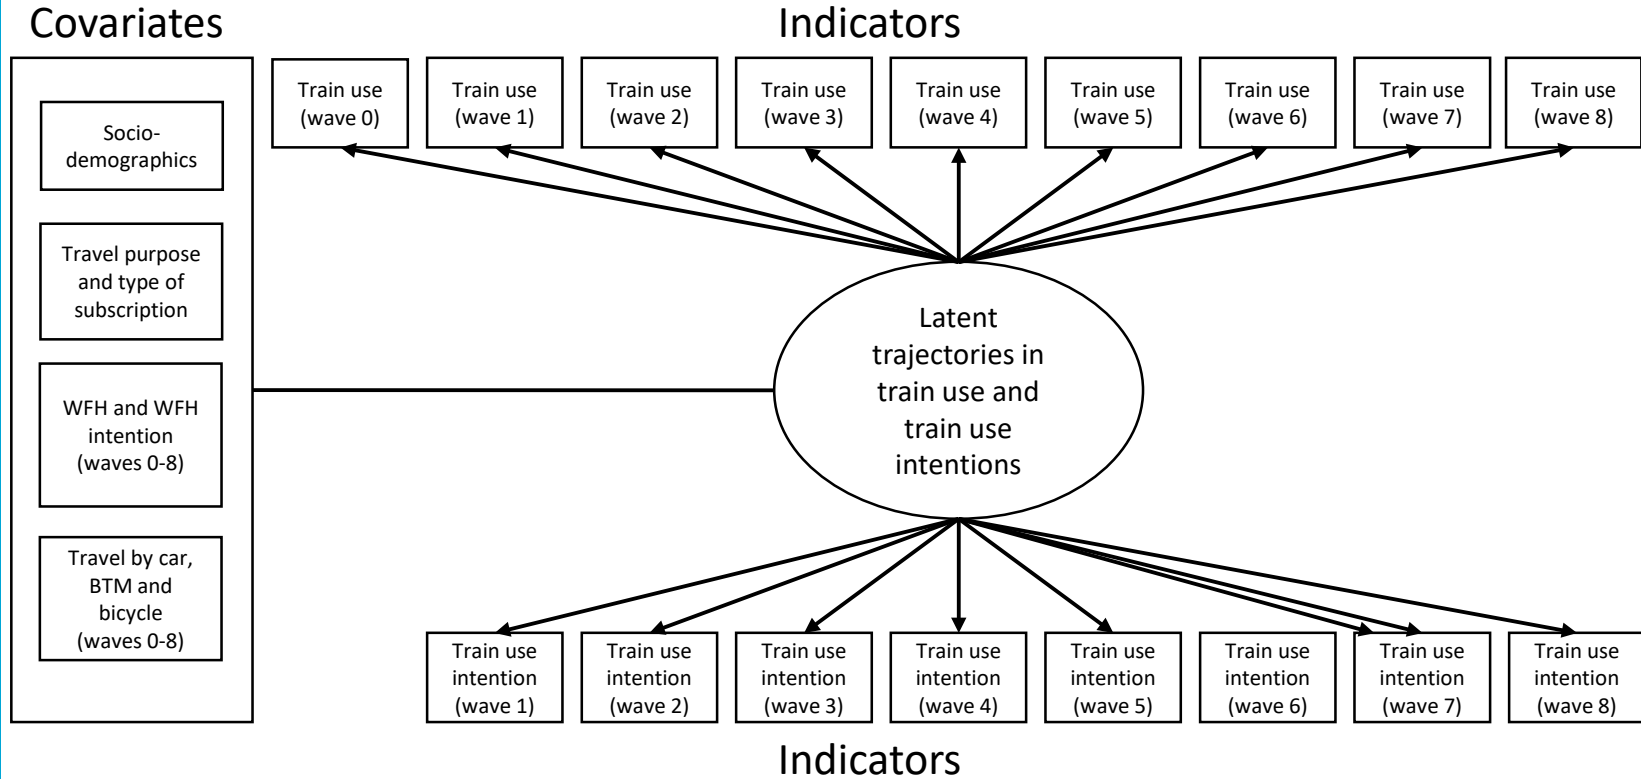 Covariates
Indicators
Socio-
demographics
Travel purpose
and type of
subscription
WFH and WFH
intention
(waves 0-8)
Travel by car,
BTM and
bicycle
(waves 0-8)
Train use
(wave 0)
Train use
(wave 1)
Train use
(wave 2)
Train use
(wave 3)
Train use
(wave 4)
Train use
(wave 5)
Train use
(wave 6)
Train use
(wave 7)
Train use
(wave 8)
Latent
trajectories in
train use and
train use
intentions
Train use
intention
(wave 1)
Train use
intention
(wave 2)
Train use
intention
(wave 3)
Train use
intention
(wave 4)
Train use
intention
(wave 5)
Train use
intention
(wave 6)
Train use
intention
(wave 7)
Train use
intention
(wave 8)
Indicators